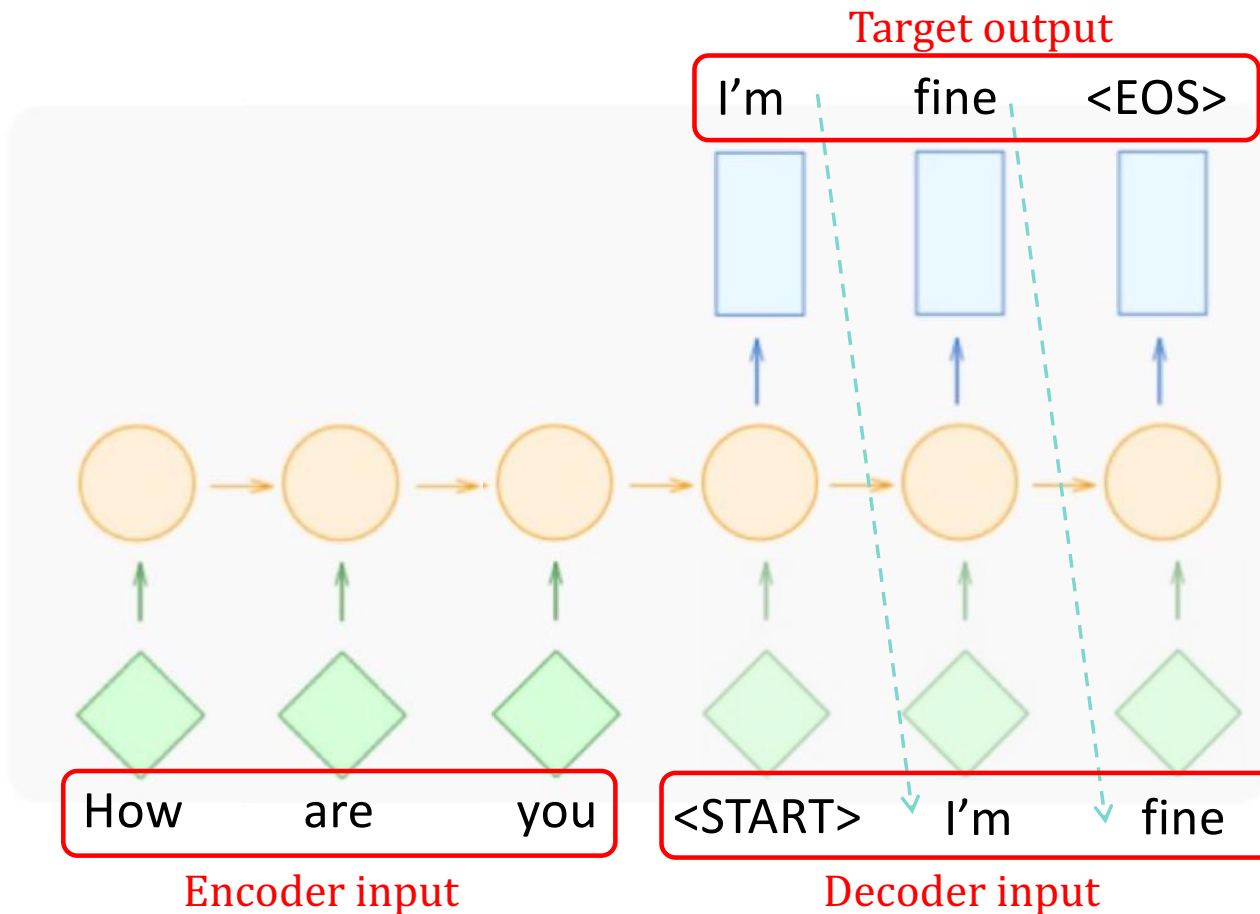 Target output
I’m fine <EOS>
How are you <START> I’m fine
Encoder input Decoder input